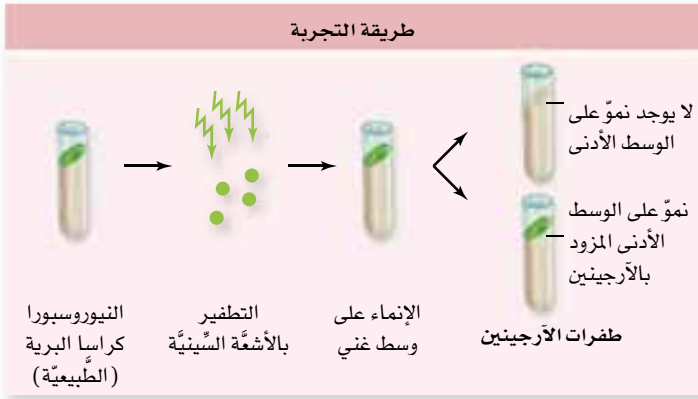 طريقة التجربة
لا يوجد نموّ على
الوسط الأدنى
نموّ على الوسط
الأدنى المزود
بالآرجينين
طفرات الآرجينين
الإنماء على
وسط غني
التطفير
بالأشعَّة السِّينيَّة
النيوروسبورا
كراسا البرية
(الطَّبيعيّة)